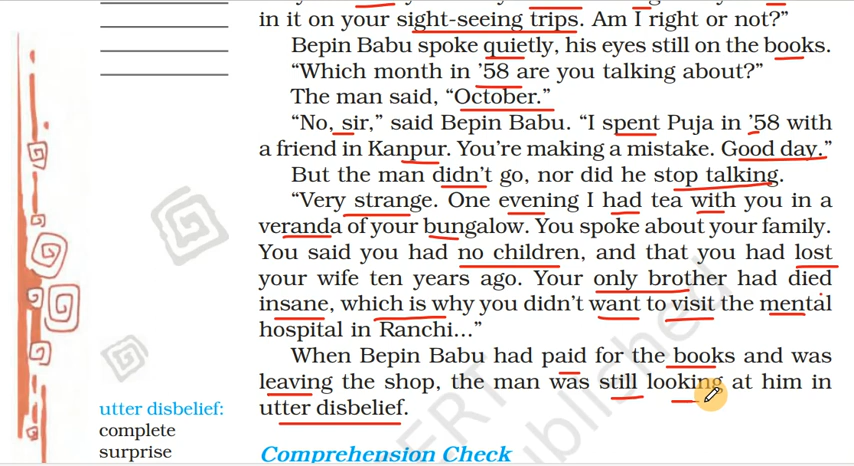 in it on your sight-seeing trips. Am I right or not?”
Bepin Babu spoke quietly, his eyes still on the books.
“Which month in ’58 are you talking about?”
The man said, “October.”
“No, sir,” said Bepin Babu. “I spent Puja in ’58 with
a friend in Kanpur. You’re making a mistake. Good day.”
But the man didn’t go, nor did he stop talking.
“Very strange. One evening I had tea with you in a
veranda of your bungalow. You spoke about your family.
You said you had no children, and that you had lost
your wife ten years ago. Your only brother had died
insane, which is why you didn’t want to visit the mental
hospital in Ranchi...”
When Bepin Babu had paid for the books and was
leaving the shop, the man was still looking at him in
utter disbelief.
utter disbelief:
complete
surprise
Comprehension Check